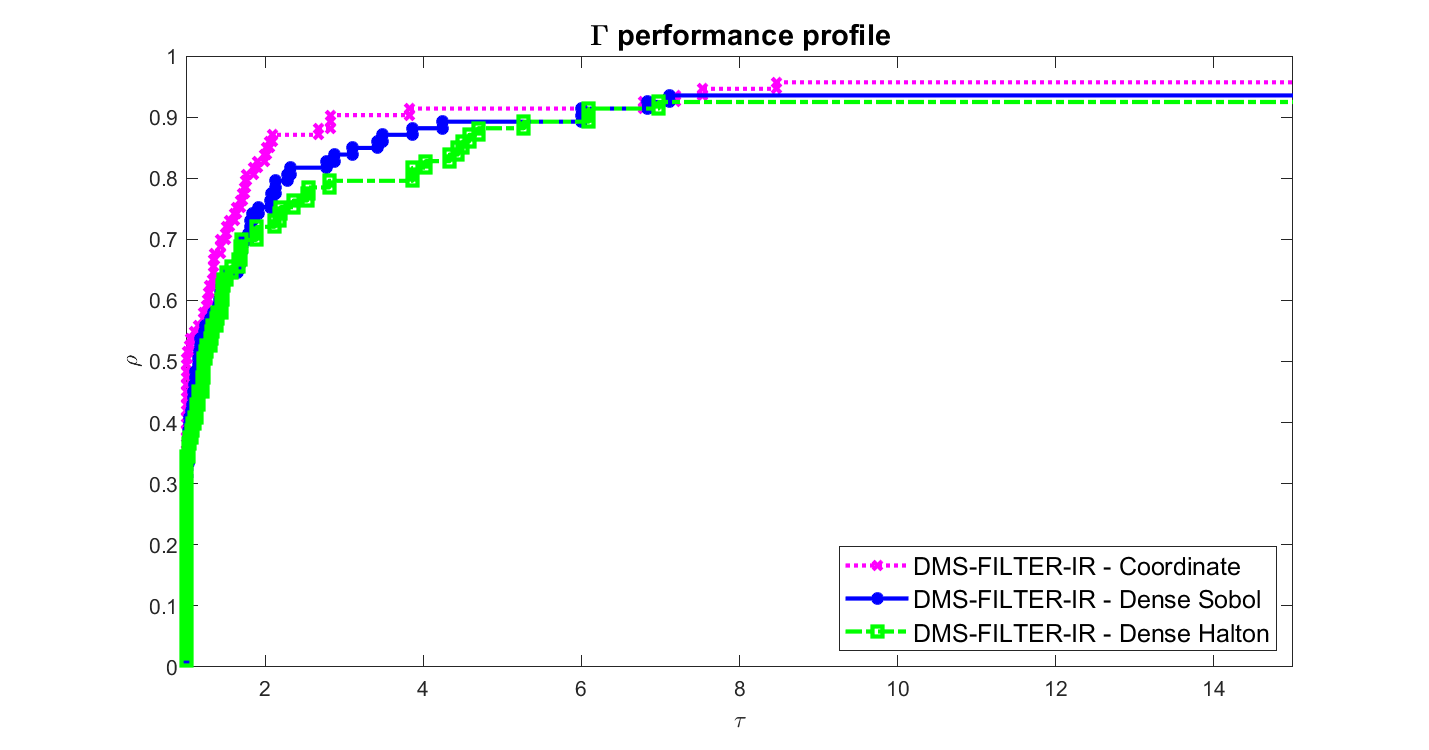 Γ performance profile
1
0.9
0.8
0.7
0.6
0.5
0.4
0.3
0.2
0.1
0
ρ
2 4 6 8 10 12 14
τ
DMS-FILTER-IR - Coordinate
DMS-FILTER-IR - Dense Sobol
DMS-FILTER-IR - Dense Halton